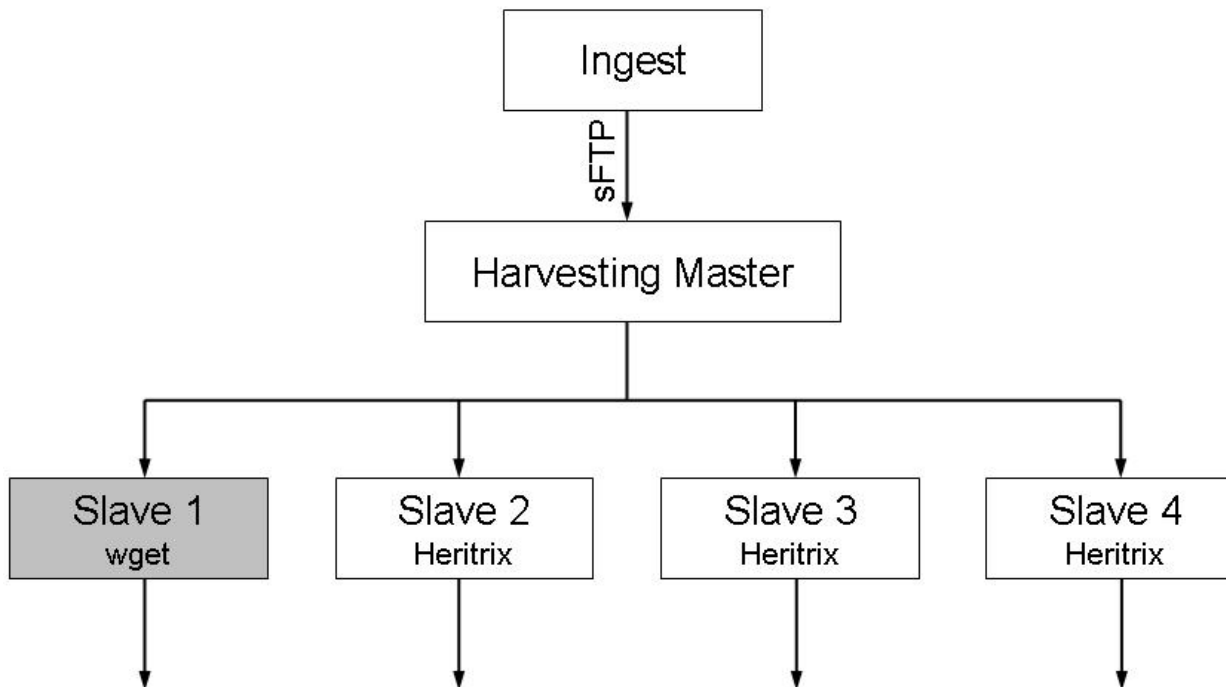 Ingest
sFTP
Harvesting Master
Slave 1
wget
Slave 2
Heritrix
Slave 3
Heritrix
Slave 4
Heritrix